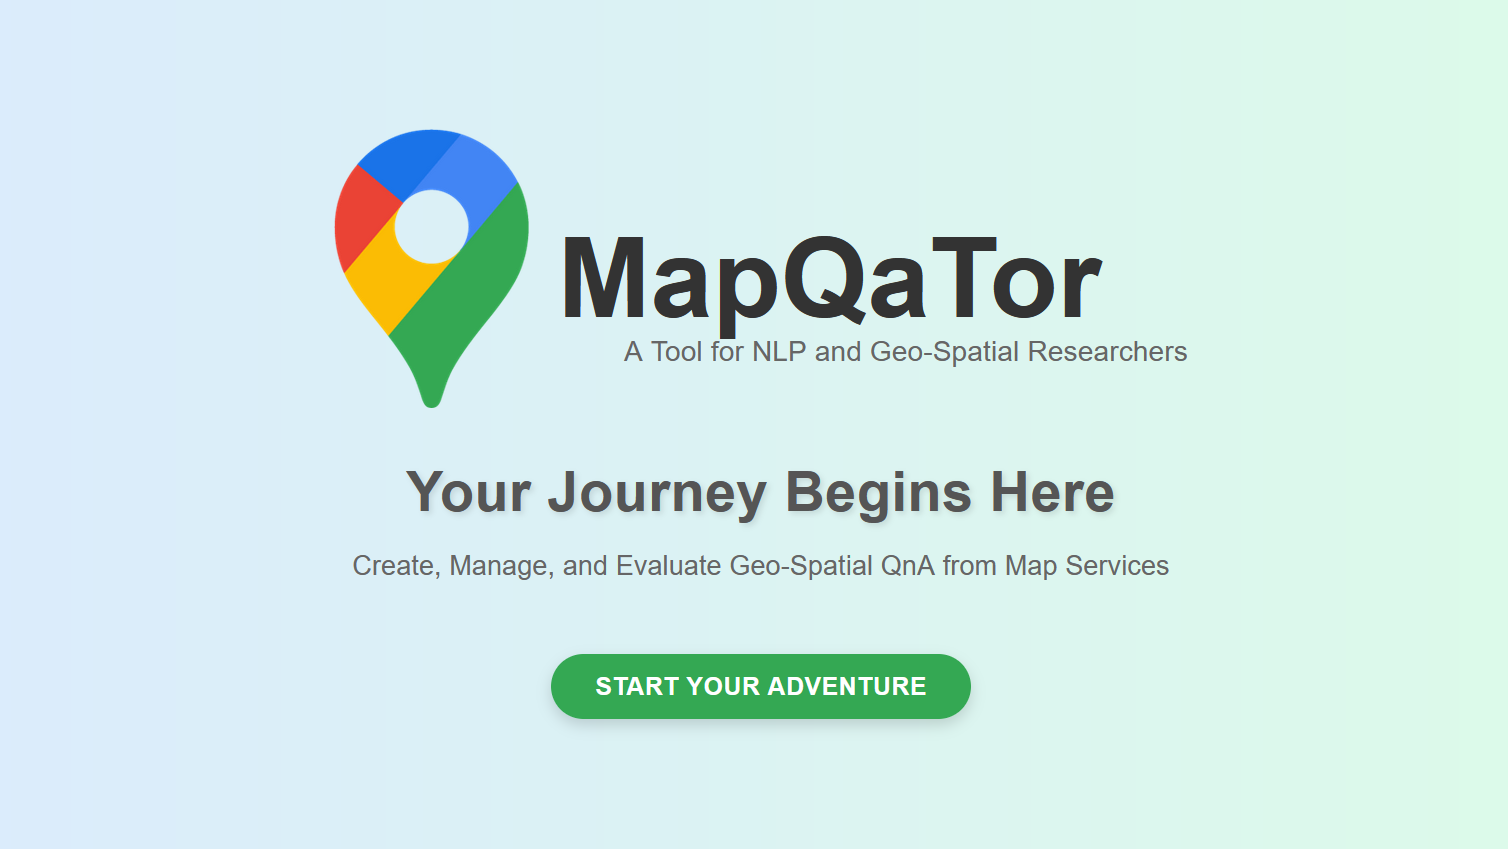 MapQaTor
A Tool for NLP and Geo-Spatial Researchers
Your Journey Begins Here
Create, Manage, and Evaluate Geo-Spatial QnA from Map Services
START YOUR ADVENTURE